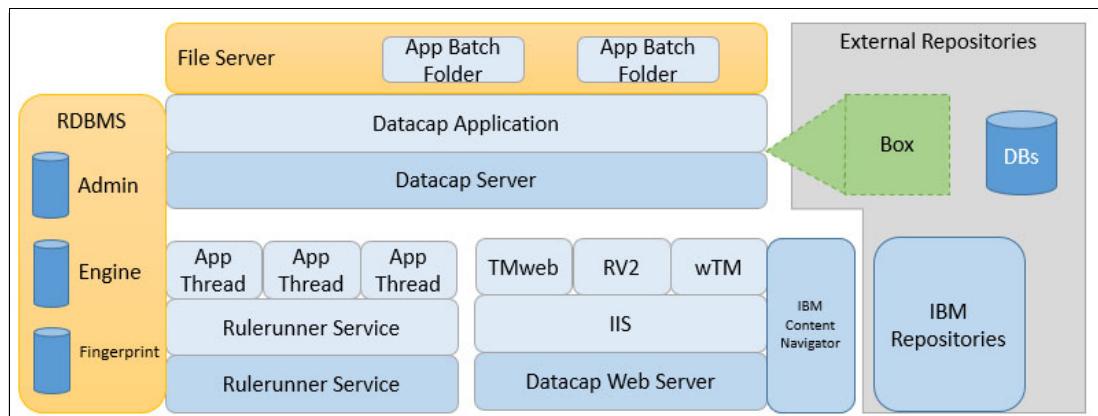 File Server
App Batch
Folder
App Batch
Folder
External Repositories
RDBMS
Admin
Engine
Fingerprint
Datacap Application
Datacap Server
Box
DBs
App
Thread
App
Thread
App
Thread
Rulerunner Service
Rulerunner Service
TMweb
RV2
wTM
IIS
Datacap Web Server
IBM
Content
Navigator
IBM
Repositories